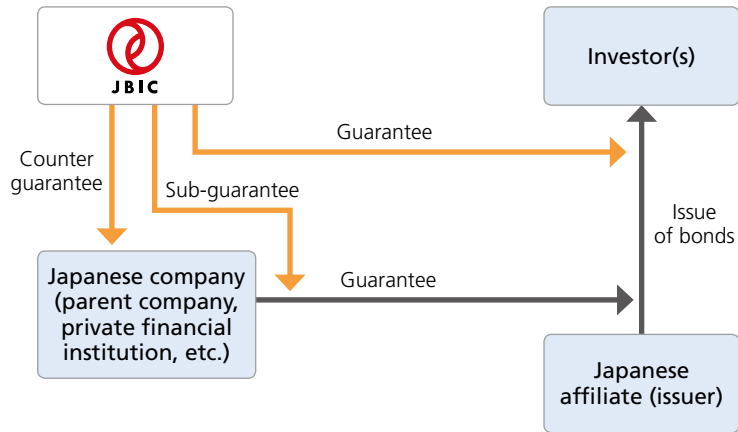 JBIC
Investor(s)
Guarantee
Counter
guarantee
Sub-guarantee
Issue
of bonds
Japanese company
(parent company,
private financial
institution, etc.)
Guarantee
Japanese
affiliate (issuer)